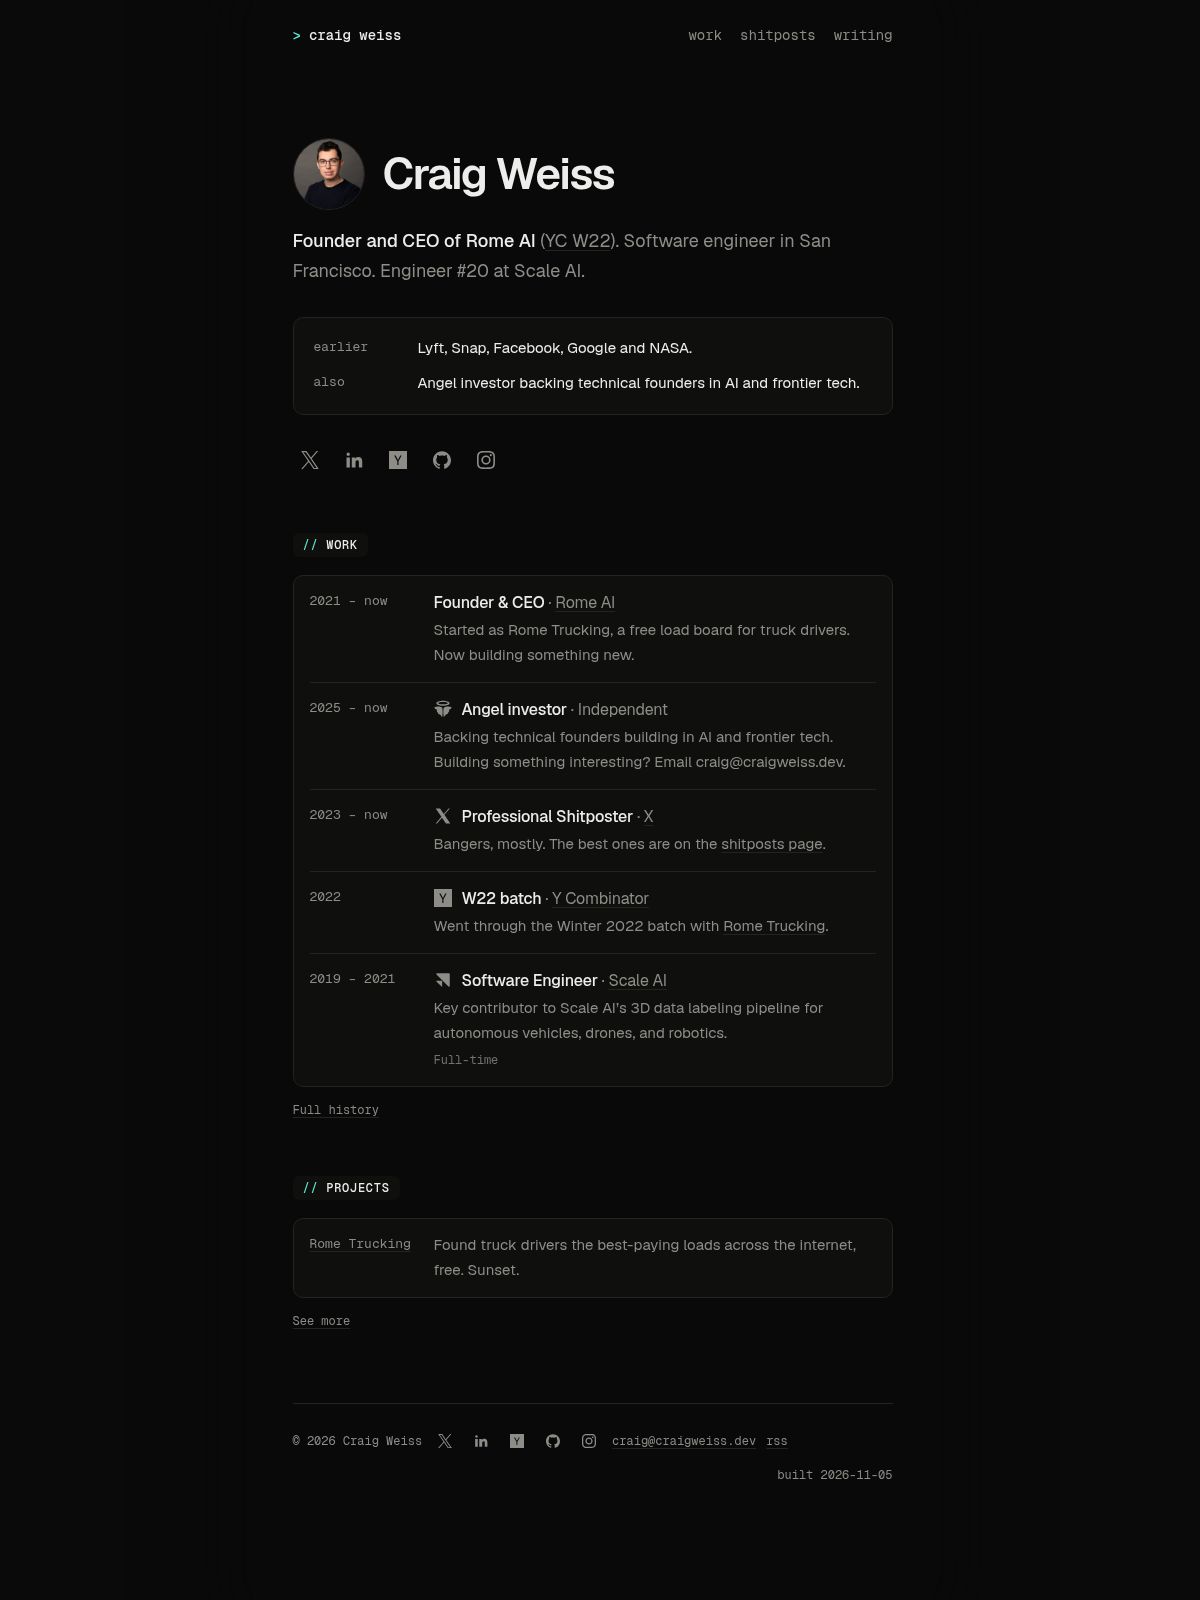 > craig weiss
work shitposts writing
Craig Weiss
Founder and CEO of Rome AI (YC W22). Software engineer in San
Francisco. Engineer #20 at Scale AI.
earlier Lyft, Snap, Facebook, Google and NASA.
also Angel investor backing technical founders in AI and frontier tech.
// WORK
2021 – now Founder & CEO · Rome AI
Started as Rome Trucking, a free load board for truck drivers.
Now building something new.
2025 – now Angel investor · Independent
Backing technical founders building in AI and frontier tech.
Building something interesting? Email craig@craigweiss.dev.
2023 – now Professional Shitposter · X
Bangers, mostly. The best ones are on the shitposts page.
2022 Y W22 batch · Y Combinator
Went through the Winter 2022 batch with Rome Trucking.
2019 – 2021 Software Engineer · Scale AI
Key contributor to Scale AI's 3D data labeling pipeline for
autonomous vehicles, drones, and robotics.
Full-time
Full history
// PROJECTS
Rome Trucking Found truck drivers the best-paying loads across the internet,
free. Sunset.
See more
© 2026 Craig Weiss craig@craigweiss.dev rss
built 2026-11-05